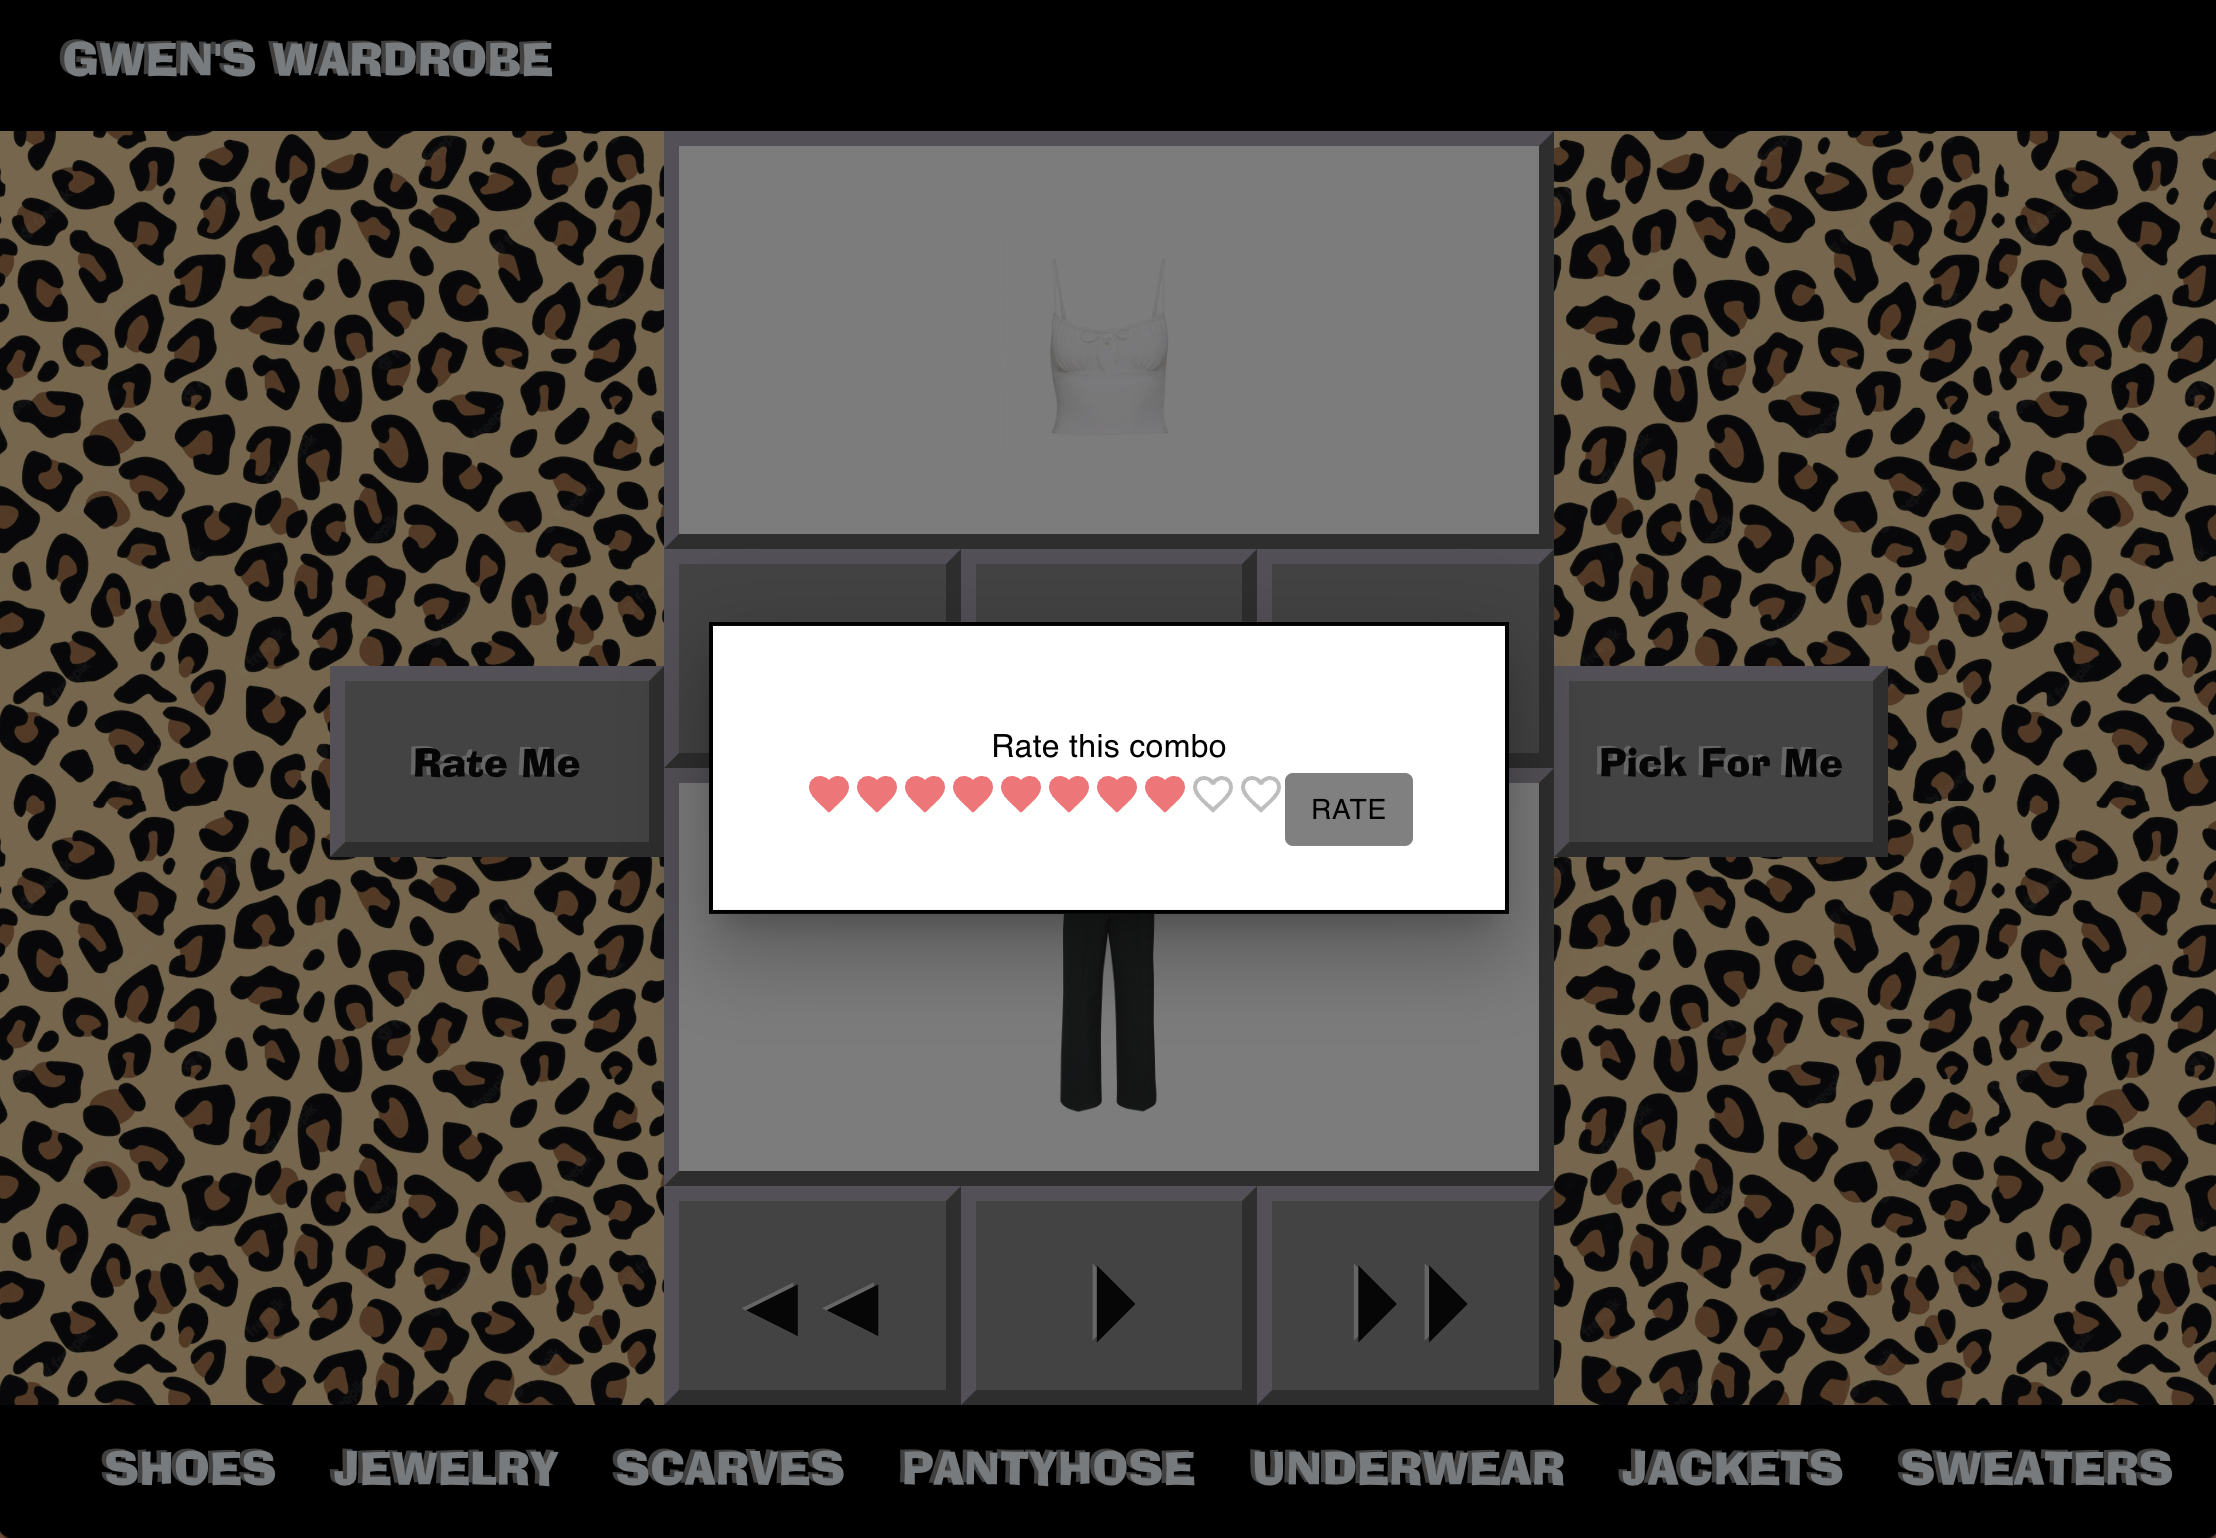 GWEN'S WARDROBE
Rate this combo
RATE
Rate Me
Pick For Me
SHOES JEWELRY SCARVES PANTYHOSE UNDERWEAR JACKETS SWEATERS